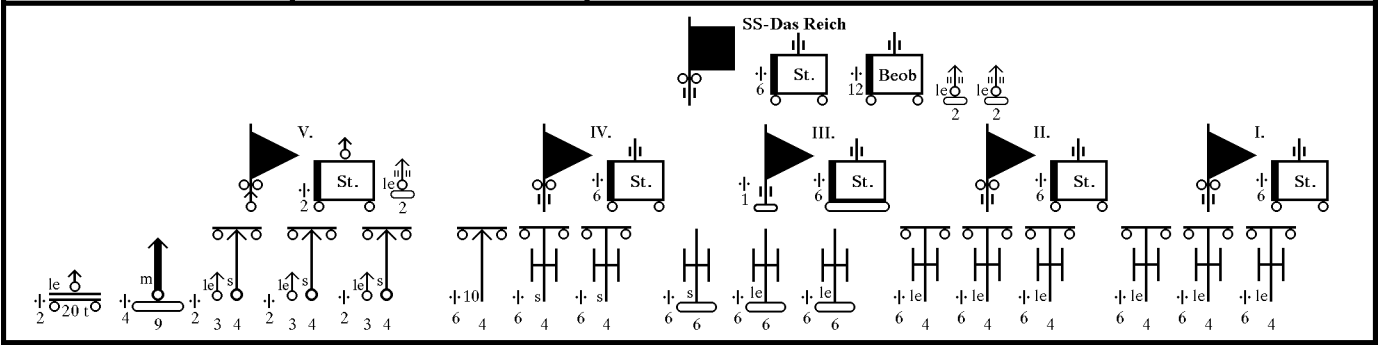 SS-Das Reich
St. Beob
6 12 le le
2 2
V. IV. III. II. I.
St. le St. St. St. St.
2 2 6 1 6 6 6
le m le s le s le s 10 s s s le le le le le le le le
20 t
2 4 2 2 2 6 6 6 6 6 6 6 6 6 6 6 6
9 3 4 3 4 3 4 4 4 4 6 6 6 4 4 4 4 4 4